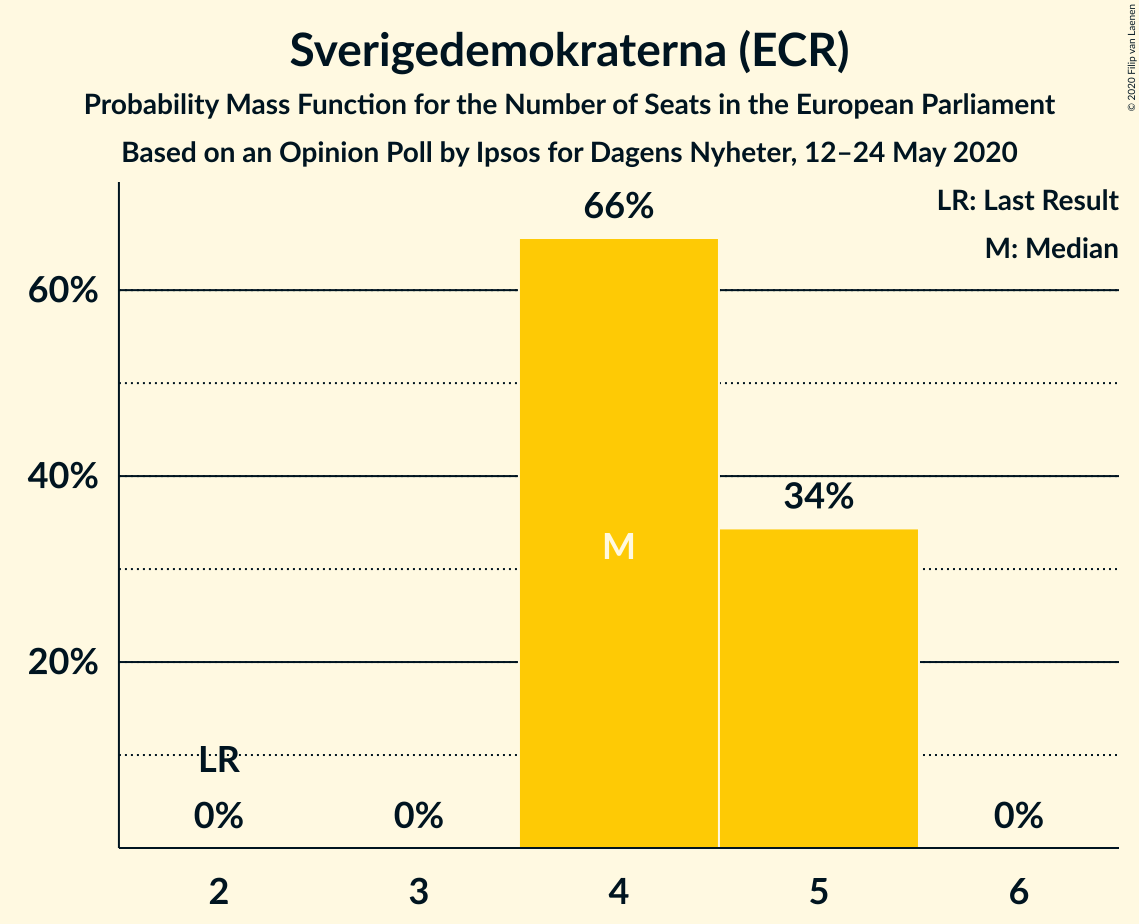 Sverigedemokraterna (ECR)
Probability Mass Function for the Number of Seats in the European Parliament
Based on an Opinion Poll by Ipsos for Dagens Nyheter, 12–24 May 2020
© 2020 Filip van Laenen
LR: Last Result
M: Median
66%
60%
40%
34%
M
20%
LR
0%
0%
0%
2
3
4
5
6